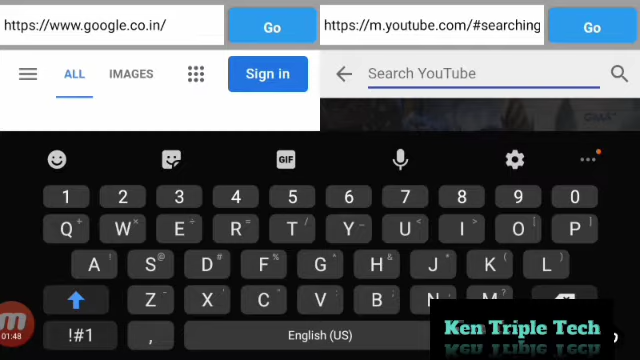 https://www.google.co.in/ Go https://m.youtube.com/#searching Go
ALL IMAGES Sign in Search YouTube
GIF
1 2 3 4 5 6 7 8 9 0
Q + W × E ÷ R = T / Y _ U < I > O [ P ]
A ! S @ D # F $ G ^ H & J * K ( L )
Z - X ' C " V : B ; N M
!#1 , English (US)
01:48
Ken Triple Tech